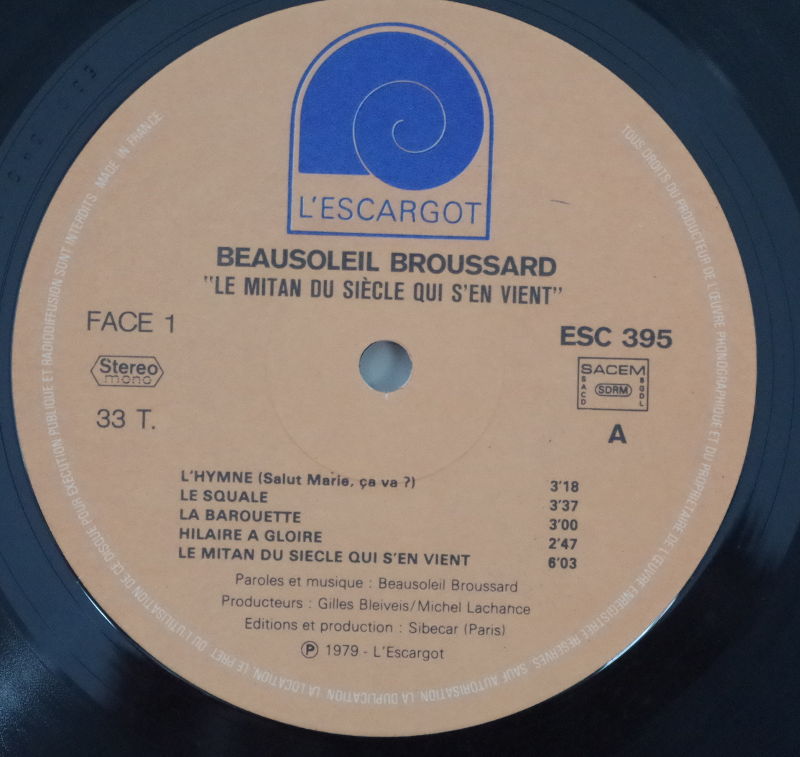 L'ESCARGOT
BEAUSOLEIL BROUSSARD
"LE MITAN DU SIÈCLE QUI S'EN VIENT"
FACE 1
Stereo
mono
33 T.
ESC 395
SACEM
SACD
SDRM
SGDL
A
L'HYMNE (Salut Marie, ça va ?) 3'18
LE SQUALE 3'37
LA BAROUETTE 3'00
HILAIRE A GLOIRE 2'47
LE MITAN DU SIECLE QUI S'EN VIENT 6'03
Paroles et musique : Beausoleil Broussard
Producteurs : Gilles Bleiveis/Michel Lachance
Editions et production : Sibecar (Paris)
℗ 1979 - L'Escargot
TOUS DROITS DU PRODUCTEUR DE L'ŒUVRE PHONOGRAPHIQUE ET DU PROPRIETAIRE DE L'ŒUVRE ENREGISTREE RESERVES. SAUF AUTORISATION, LA DUPLICATION, LA LOCATION, LE PRET, OU L'UTILISATION DE CE DISQUE POUR EXECUTION PUBLIQUE ET RADIODIFFUSION SONT INTERDITS. MADE IN FRANCE